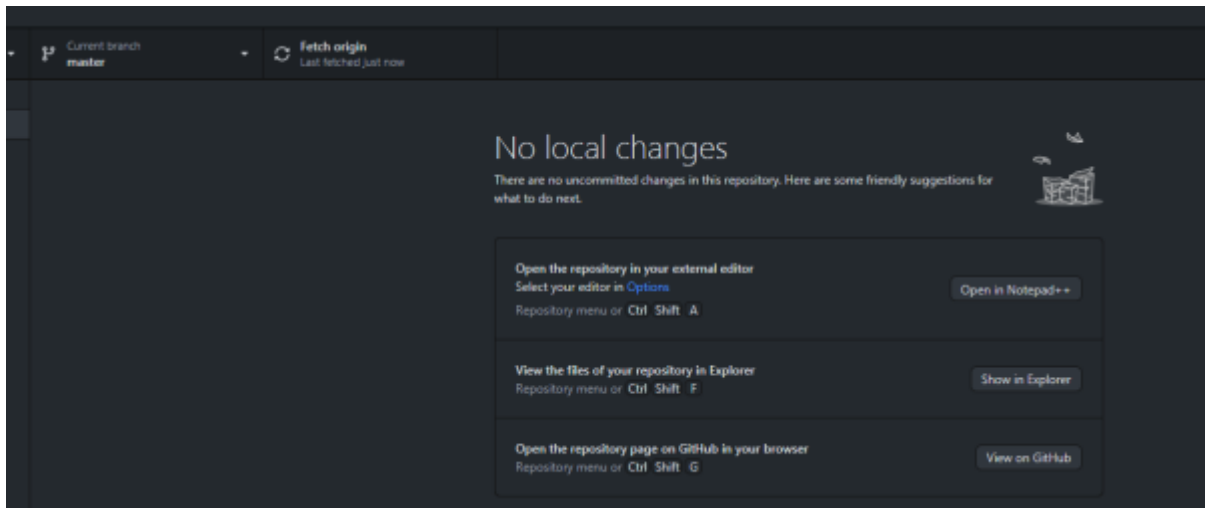 Current branch
master
Fetch origin
Last fetched just now
No local changes
There are no uncommitted changes in this repository. Here are some friendly suggestions for
what to do next.
Open the repository in your external editor
Select your editor in Options
Repository menu or Ctrl Shift A
Open in Notepad++
View the files of your repository in Explorer
Repository menu or Ctrl Shift F
Show in Explorer
Open the repository page on GitHub in your browser
Repository menu or Ctrl Shift G
View on GitHub